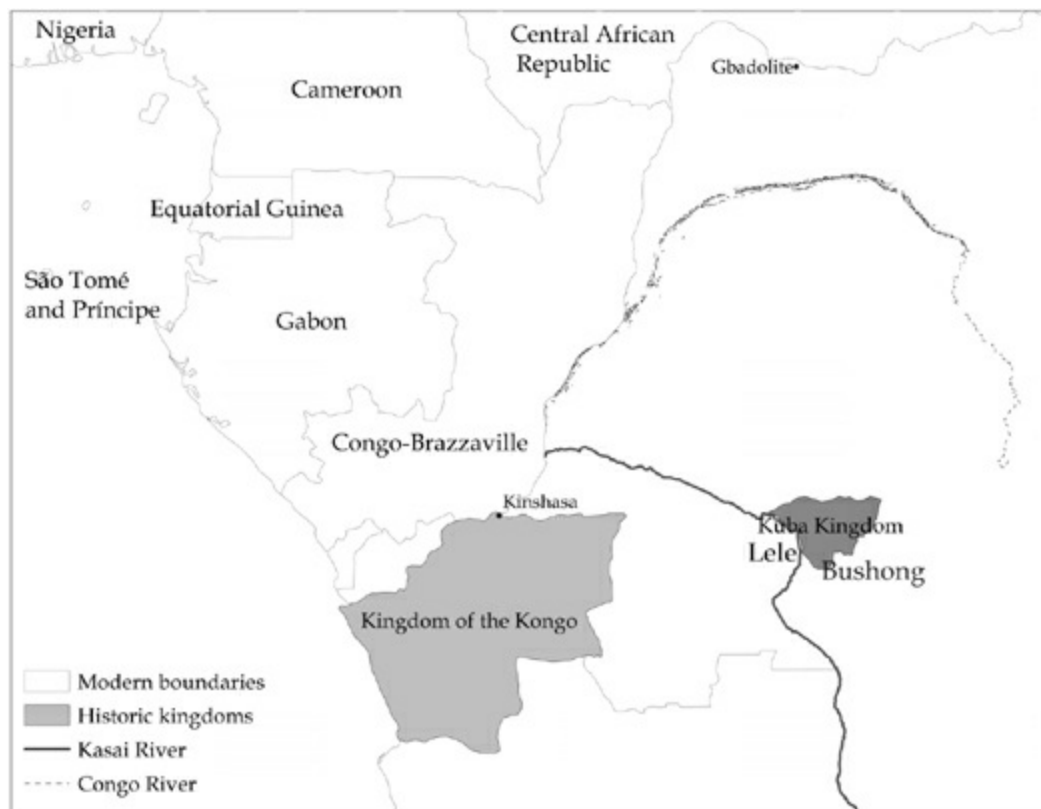 Nigeria
Central African
Republic
Gbadolite
Cameroon
Equatorial Guinea
São Tomé
and Príncipe
Gabon
Congo-Brazzaville
Kinshasa
Kuba Kingdom
Lele
Bushong
Kingdom of the Kongo
Modern boundaries
Historic kingdoms
Kasai River
Congo River